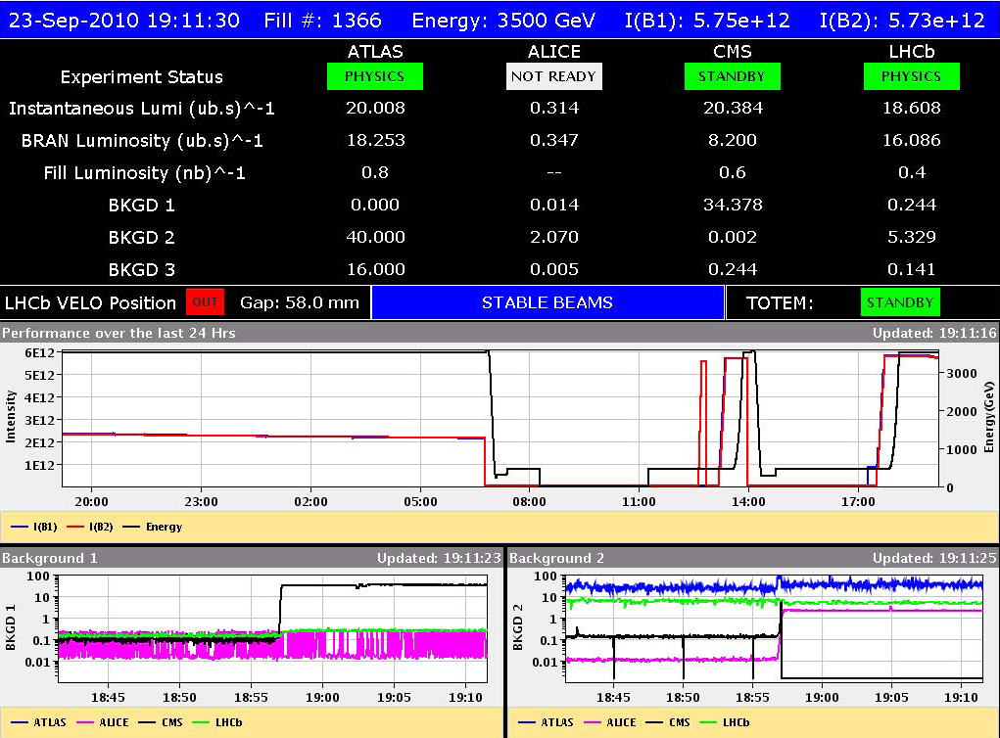 23-Sep-2010 19:11:30 Fill #: 1366 Energy: 3500 GeV I(B1): 5.75e+12 I(B2): 5.73e+12
ATLAS ALICE CMS LHCb
Experiment Status PHYSICS NOT READY STANDBY PHYSICS
Instantaneous Lumi (ub.s)^-1 20.008 0.314 20.384 18.608
BRAN Luminosity (ub.s)^-1 18.253 0.347 8.200 16.086
Fill Luminosity (nb)^-1 0.8 -- 0.6 0.4
BKGD 1 0.000 0.014 34.378 0.244
BKGD 2 40.000 2.070 0.002 5.329
BKGD 3 16.000 0.005 0.244 0.141
LHCb VELO Position OUT Gap: 58.0 mm STABLE BEAMS TOTEM: STANDBY
Performance over the last 24 Hrs Updated: 19:11:16
6E12
5E12
4E12
3E12
2E12
1E12
Intensity
3000
2000
1000
0
Energy(GeV)
20:00 23:00 02:00 05:00 08:00 11:00 14:00 17:00
I(B1) I(B2) Energy
Background 1 Updated: 19:11:23
100
10
1
0.1
0.01
BKGD 1
18:45 18:50 18:55 19:00 19:05 19:10
ATLAS ALICE CMS LHCb
Background 2 Updated: 19:11:25
100
10
1
0.1
0.01
BKGD 2
18:45 18:50 18:55 19:00 19:05 19:10
ATLAS ALICE CMS LHCb